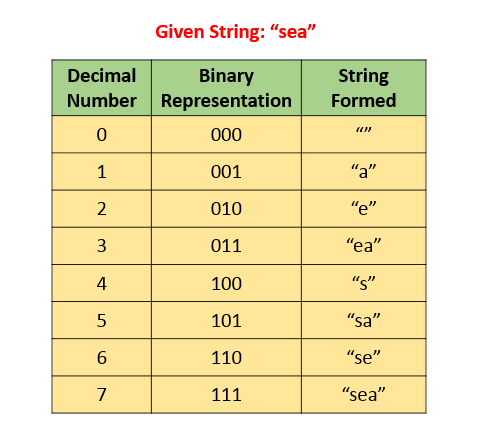 Given String: “sea”
Decimal Number Binary Representation String Formed
0 000 “”
1 001 “a”
2 010 “e”
3 011 “ea”
4 100 “s”
5 101 “sa”
6 110 “se”
7 111 “sea”